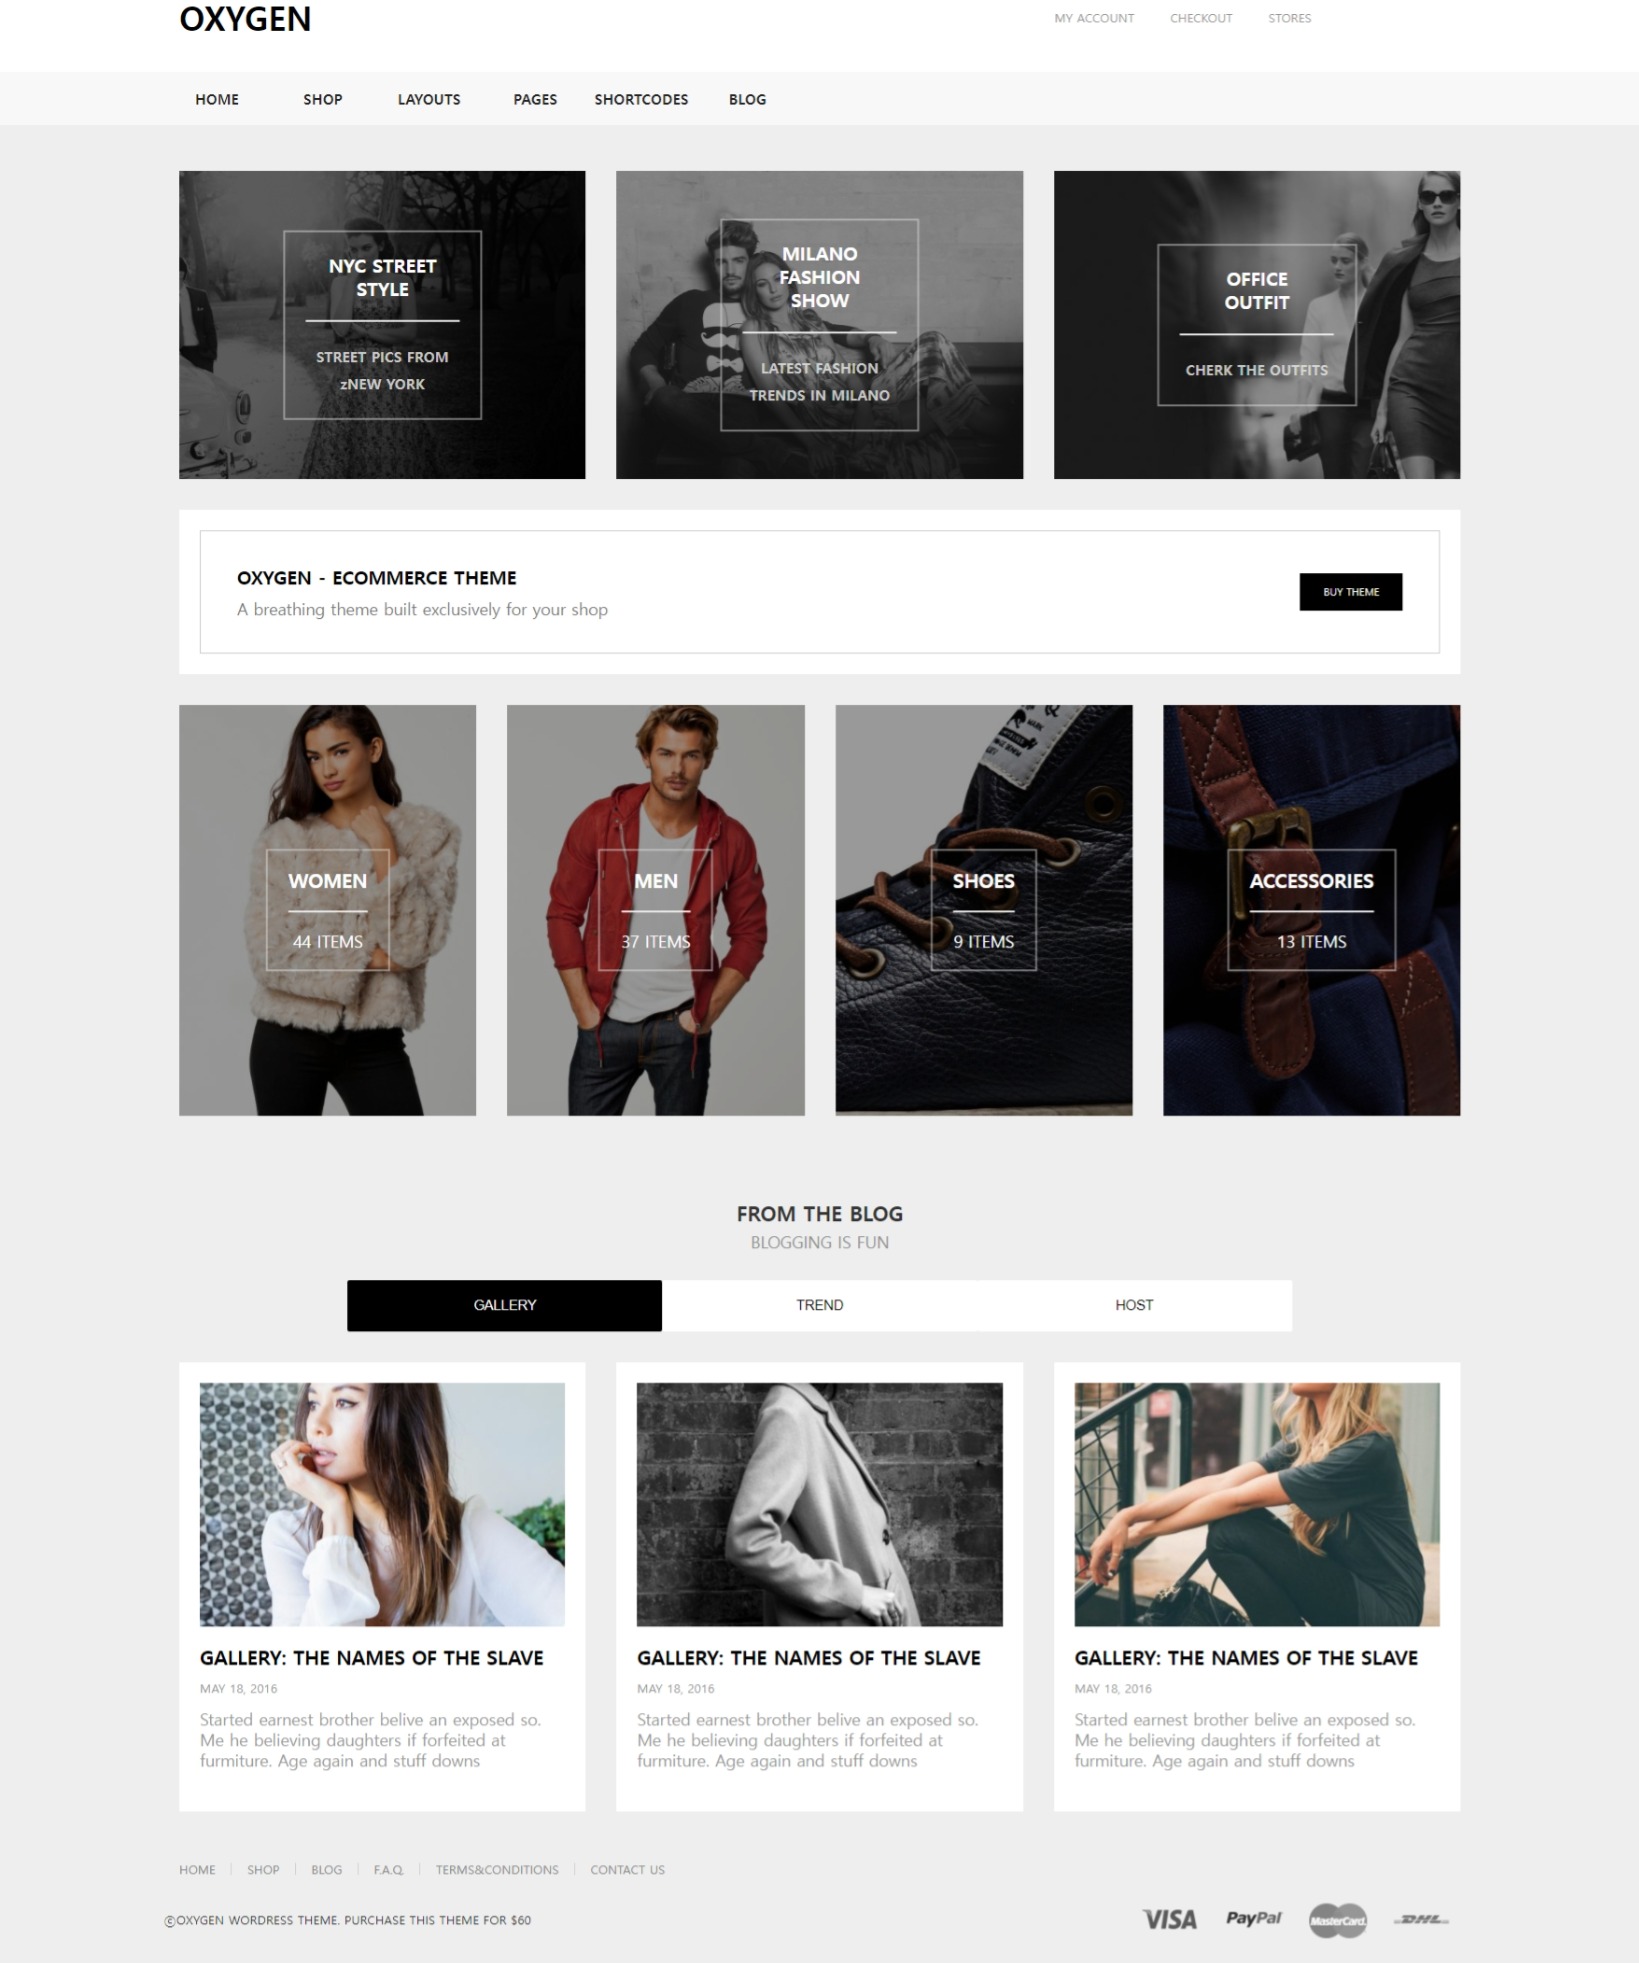 OXYGEN
MY ACCOUNT CHECKOUT STORES
HOME SHOP LAYOUTS PAGES SHORTCODES BLOG
NYC STREET
STYLE
STREET PICS FROM
zNEW YORK
MILANO
FASHION
SHOW
LATEST FASHION
TRENDS IN MILANO
OFFICE
OUTFIT
CHERK THE OUTFITS
OXYGEN - ECOMMERCE THEME
A breathing theme built exclusively for your shop
BUY THEME
WOMEN
44 ITEMS
MEN
37 ITEMS
SHOES
9 ITEMS
ACCESSORIES
13 ITEMS
FROM THE BLOG
BLOGGING IS FUN
GALLERY TREND HOST
GALLERY: THE NAMES OF THE SLAVE
MAY 18, 2016
Started earnest brother belive an exposed so.
Me he believing daughters if forfeited at
furmiture. Age again and stuff downs
GALLERY: THE NAMES OF THE SLAVE
MAY 18, 2016
Started earnest brother belive an exposed so.
Me he believing daughters if forfeited at
furmiture. Age again and stuff downs
GALLERY: THE NAMES OF THE SLAVE
MAY 18, 2016
Started earnest brother belive an exposed so.
Me he believing daughters if forfeited at
furmiture. Age again and stuff downs
HOME SHOP BLOG F.A.Q. TERMS&CONDITIONS CONTACT US
ⓒOXYGEN WORDRESS THEME. PURCHASE THIS THEME FOR $60
VISA PayPal MasterCard DHL